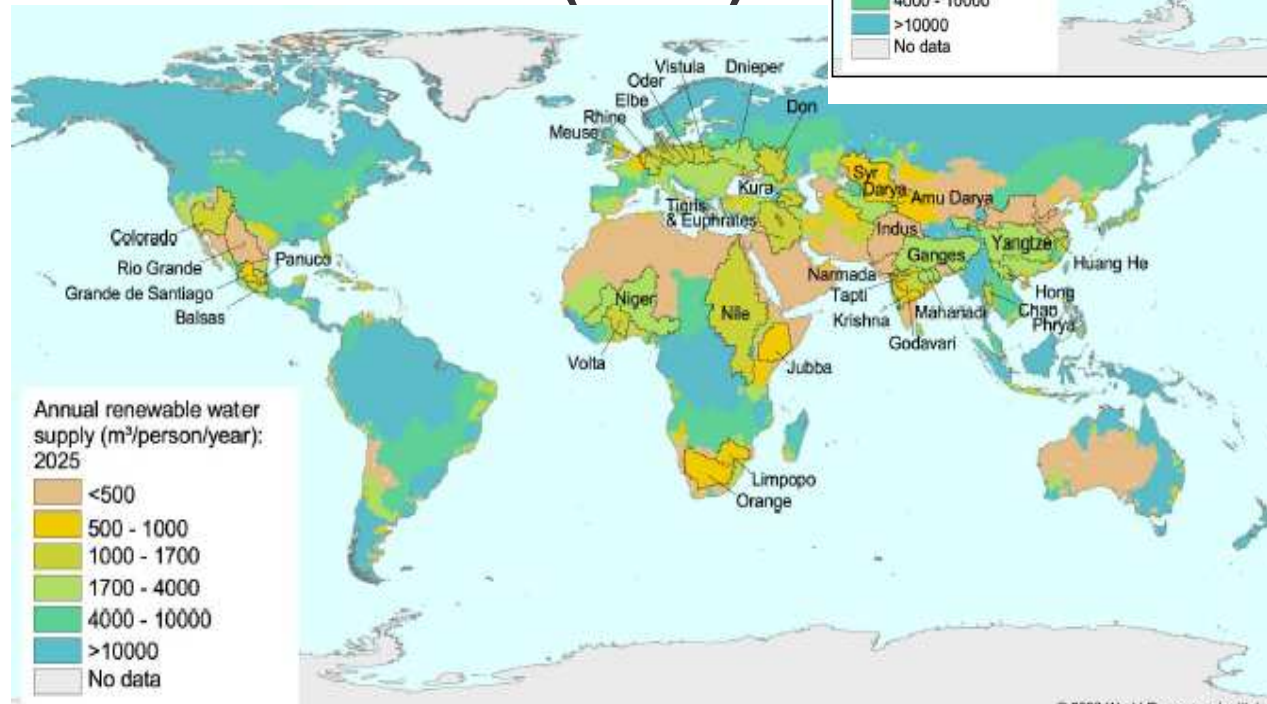 4000 - 10000
>10000
No data
Vistula
Dnieper
Oder
Elbe
Rhine
Meuse
Don
Kura
Syr
Darya
Amu Darya
Tigris
& Euphrates
Indus
Ganges
Yangtze
Huang He
Colorado
Rio Grande
Panuco
Grande de Santiago
Balsas
Niger
Nile
Volta
Jubba
Narmada
Tapti
Krishna
Mahanadi
Godavari
Hong
Chao
Phrya
Limpopo
Orange
Annual renewable water
supply (m³/person/year):
2025
<500
500 - 1000
1000 - 1700
1700 - 4000
4000 - 10000
>10000
No data